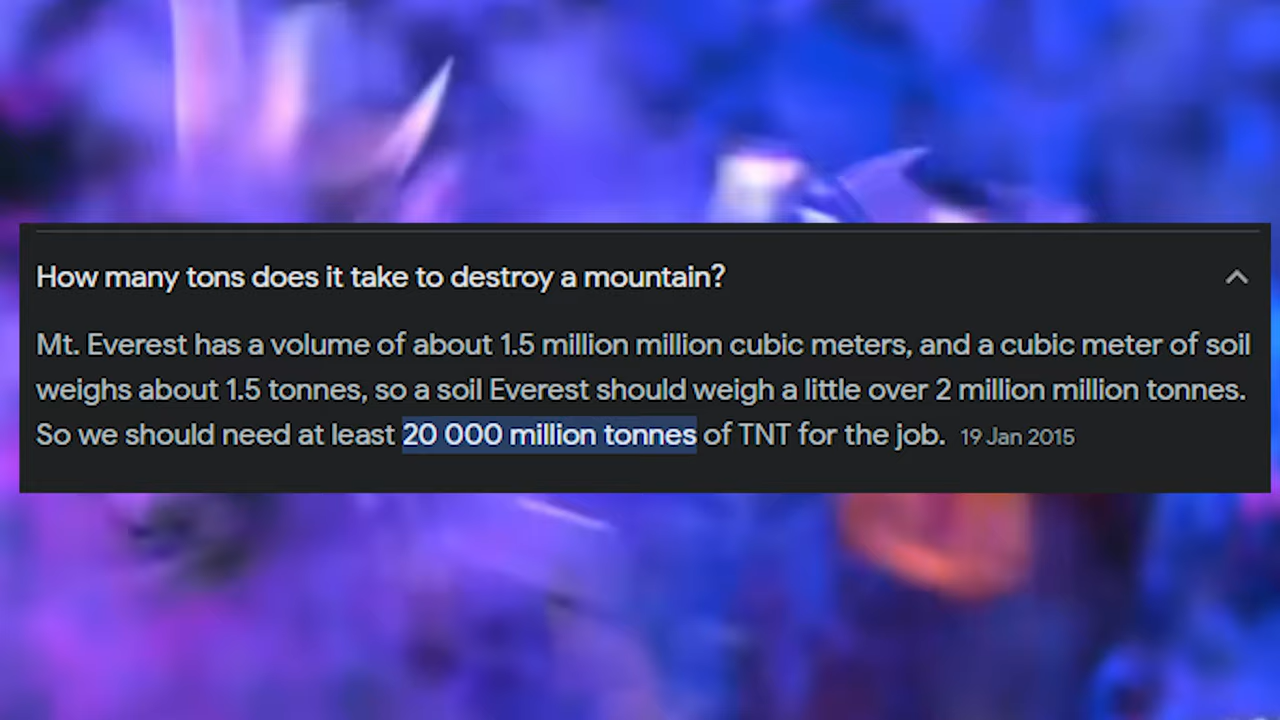 How many tons does it take to destroy a mountain?
Mt. Everest has a volume of about 1.5 million million cubic meters, and a cubic meter of soil
weighs about 1.5 tonnes, so a soil Everest should weigh a little over 2 million million tonnes.
So we should need at least 20 000 million tonnes of TNT for the job. 19 Jan 2015